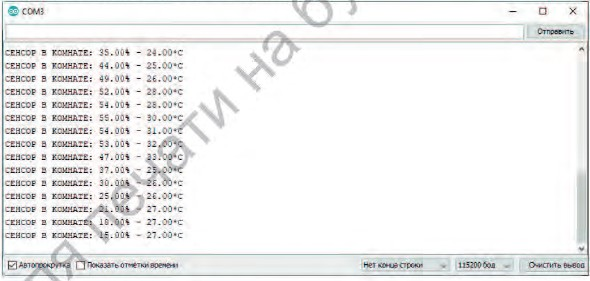 COM3
Отправить
СЕНСОР В КОМНАТЕ: 35.00% - 24.00*C
СЕНСОР В КОМНАТЕ: 44.00% - 25.00*C
СЕНСОР В КОМНАТЕ: 49.00% - 26.00*C
СЕНСОР В КОМНАТЕ: 52.00% - 28.00*C
СЕНСОР В КОМНАТЕ: 54.00% - 28.00*C
СЕНСОР В КОМНАТЕ: 55.00% - 30.00*C
СЕНСОР В КОМНАТЕ: 54.00% - 31.00*C
СЕНСОР В КОМНАТЕ: 53.00% - 32.00*C
СЕНСОР В КОМНАТЕ: 47.00% - 33.00*C
СЕНСОР В КОМНАТЕ: 37.00% - 25.00*C
СЕНСОР В КОМНАТЕ: 30.00% - 26.00*C
СЕНСОР В КОМНАТЕ: 25.00% - 26.00*C
СЕНСОР В КОМНАТЕ: 21.00% - 27.00*C
СЕНСОР В КОМНАТЕ: 18.00% - 27.00*C
СЕНСОР В КОМНАТЕ: 15.00% - 27.00*C
Автопрокрутка Показать отметки времени Нет конца строки 115200 бод Очистить вывод
ля печати на бу